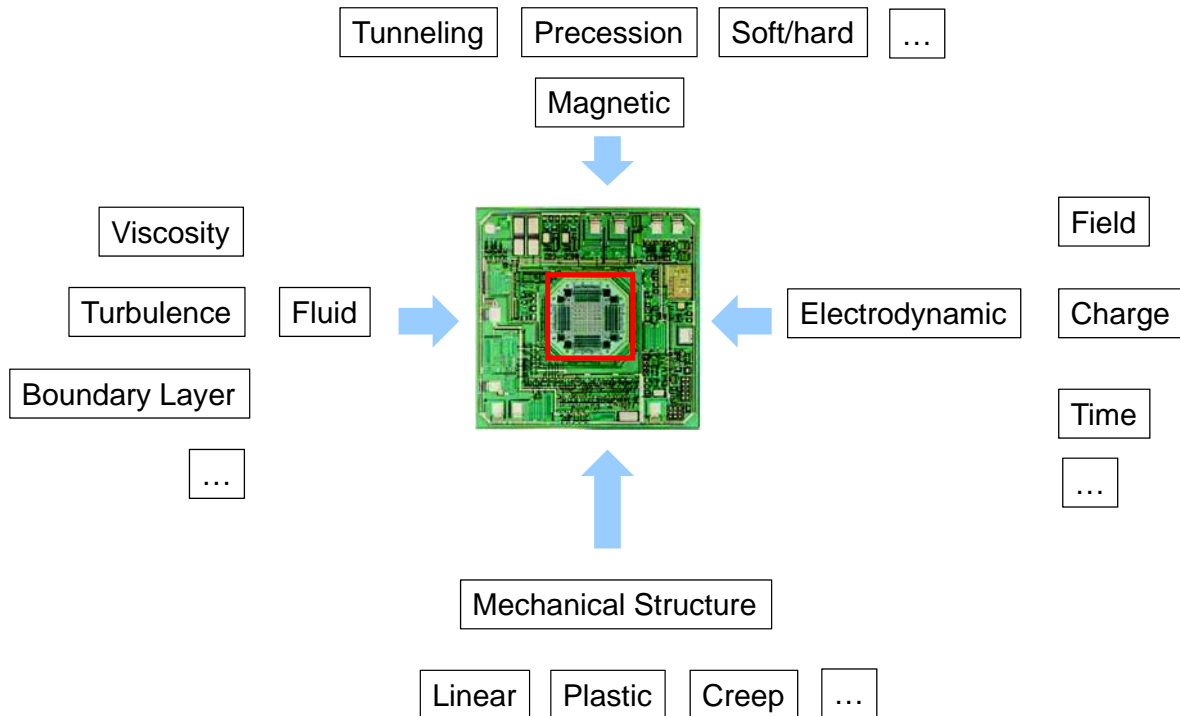 Tunneling Precession Soft/hard …
Magnetic
Viscosity
Field
Turbulence Fluid
Electrodynamic Charge
Boundary Layer
Time
…
…
Mechanical Structure
Linear Plastic Creep …